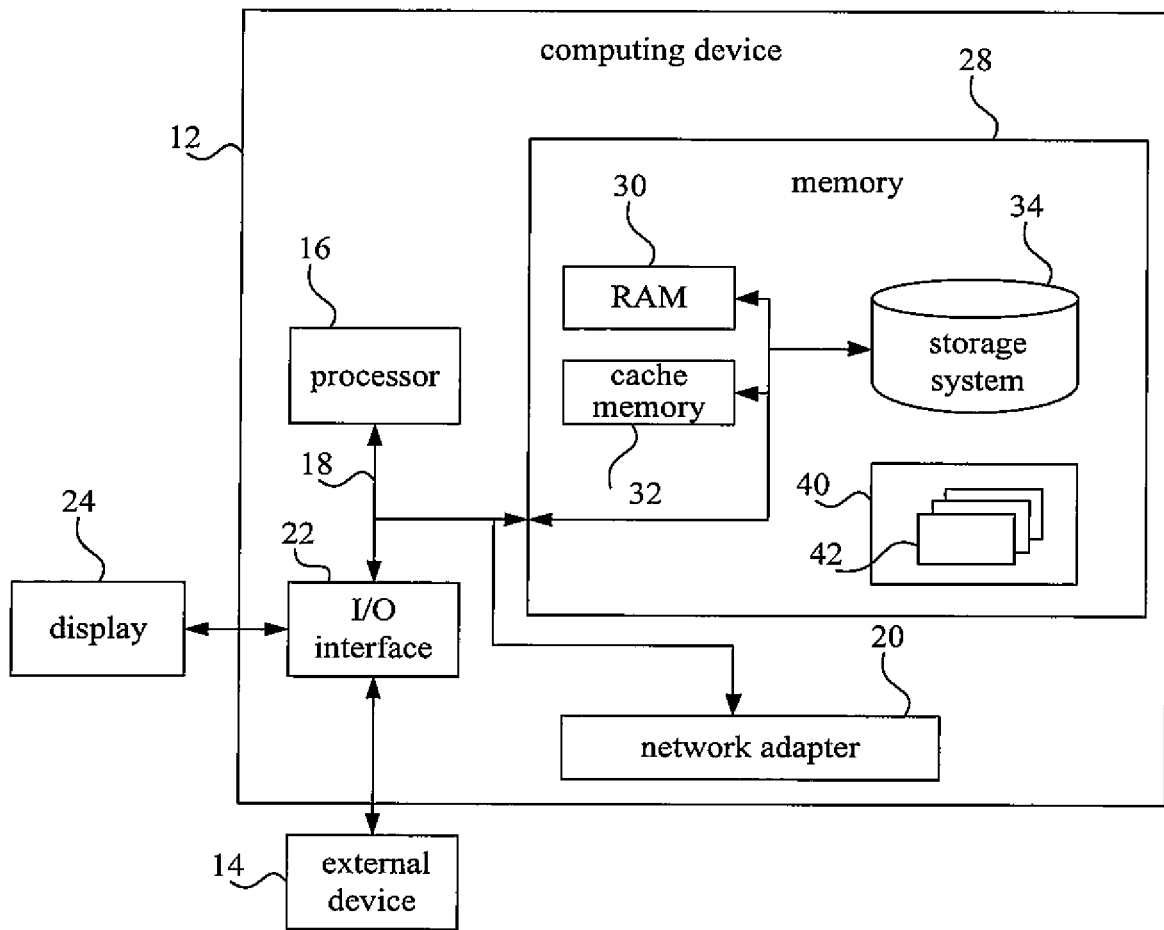 computing device
28
12
memory
30
34
16
RAM
storage
system
processor
cache
memory
18
32
40
24
22
42
display
I/O
interface
20
network adapter
14
external
device